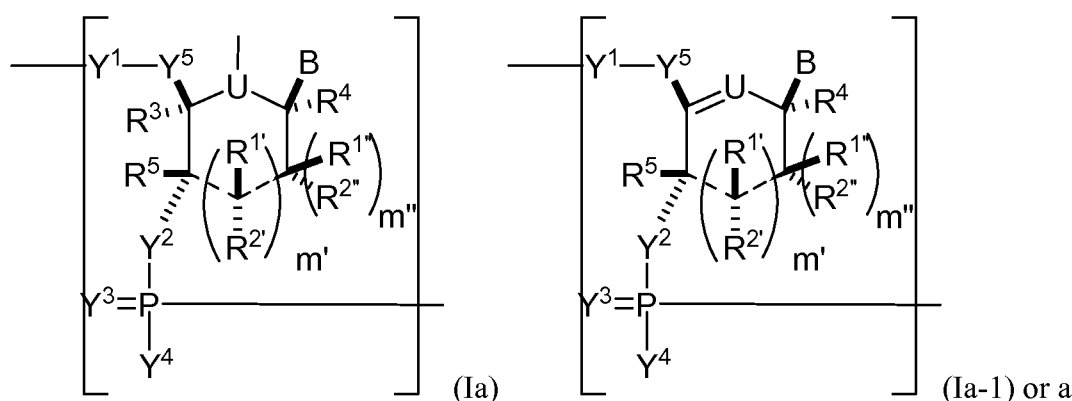 Y¹ Y⁵ U B Y¹ Y⁵ U B
R³ R⁴ R⁴
R¹' R¹" R¹' R¹"
R⁵ R²" R⁵ R²"
m" m"
Y² R²' Y² R²'
m' m'
Y³=P Y³=P
Y⁴ Y⁴
(Ia) (Ia-1) or a